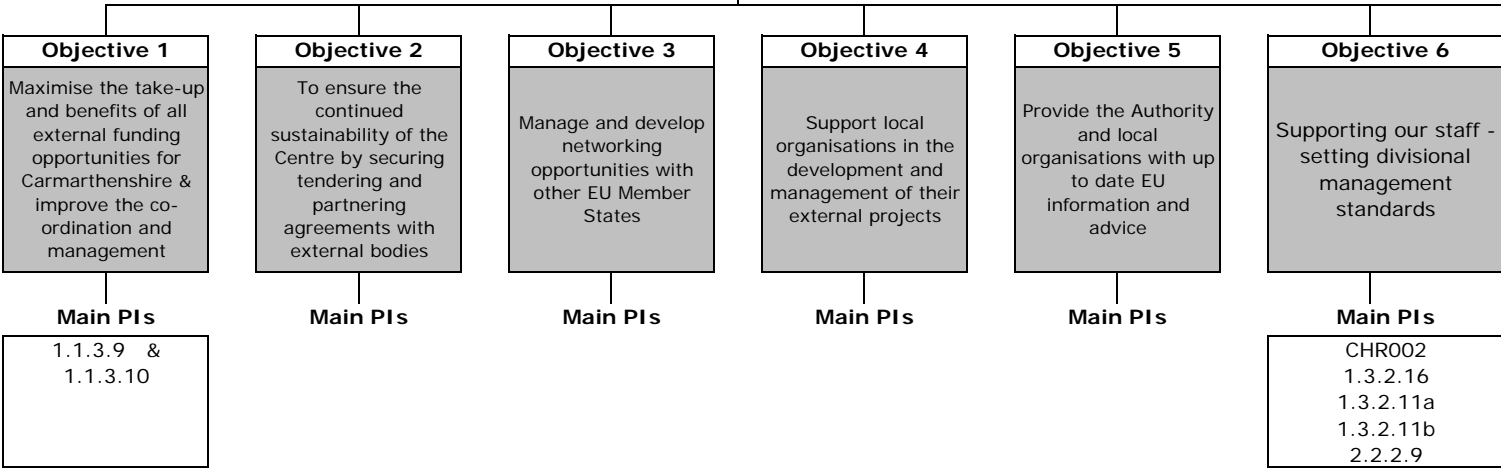 Objective 1
Maximise the take-up
and benefits of all
external funding
opportunities for
Carmarthenshire &
improve the co-
ordination and
management
Main PIs
1.1.3.9 &
1.1.3.10
Objective 2
To ensure the
continued
sustainability of the
Centre by securing
tendering and
partnering
agreements with
external bodies
Main PIs
Objective 3
Manage and develop
networking
opportunities with
other EU Member
States
Main PIs
Objective 4
Support local
organisations in the
development and
management of their
external projects
Main PIs
Objective 5
Provide the Authority
and local
organisations with up
to date EU
information and
advice
Main PIs
Objective 6
Supporting our staff -
setting divisional
management
standards
Main PIs
CHR002
1.3.2.16
1.3.2.11a
1.3.2.11b
2.2.2.9